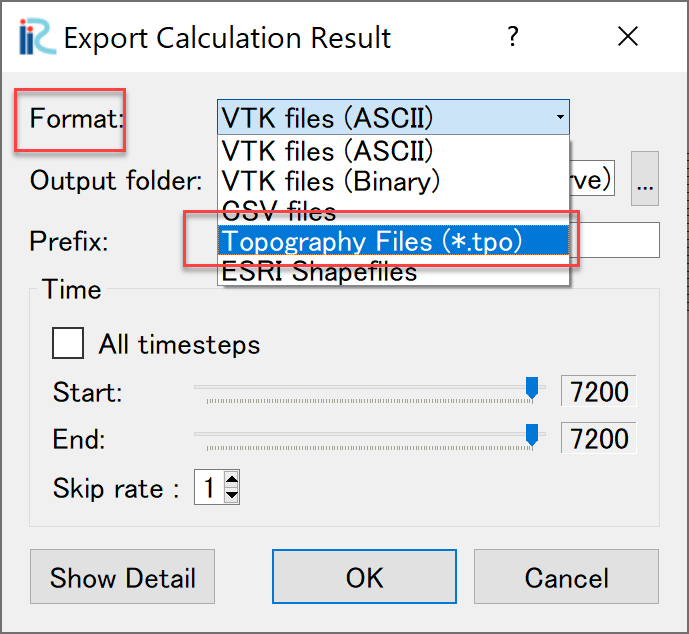 iRIC Export Calculation Result ?
Format: VTK files (ASCII)
VTK files (ASCII)
Output folder: VTK files (Binary) rve) ...
CSV files
Prefix: Topography Files (*.tpo)
ESRI Shapefiles
Time
All timesteps
Start: 7200
End: 7200
Skip rate : 1
Show Detail OK Cancel